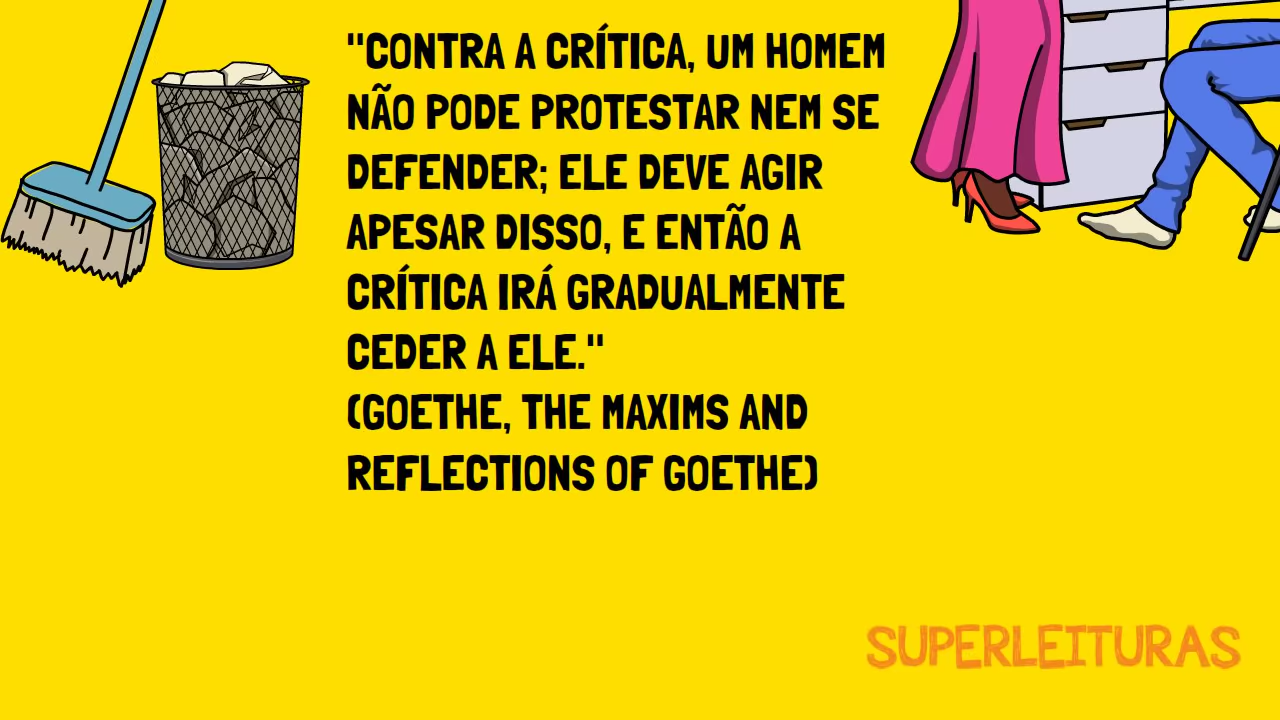 "CONTRA A CRÍTICA, UM HOMEM
NÃO PODE PROTESTAR NEM SE
DEFENDER; ELE DEVE AGIR
APESAR DISSO, E ENTÃO A
CRÍTICA IRÁ GRADUALMENTE
CEDER A ELE."
(GOETHE, THE MAXIMS AND
REFLECTIONS OF GOETHE)
SUPERLEITURAS